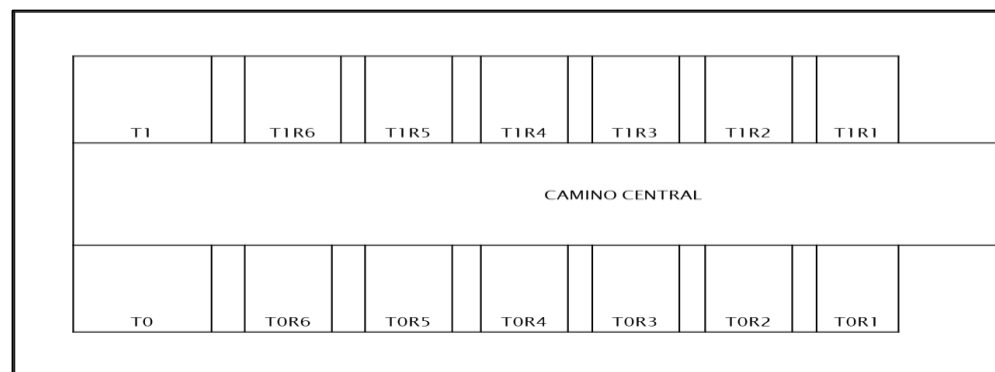 T1 T1R6 T1R5 T1R4 T1R3 T1R2 T1R1
CAMINO CENTRAL
T0 T0R6 T0R5 T0R4 T0R3 T0R2 T0R1